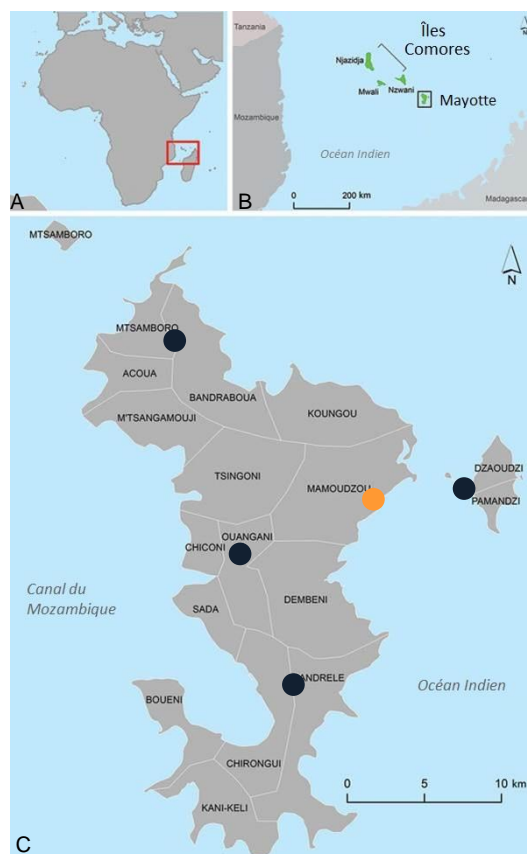 A
Tanzania
Îles
Comores
N
Njazidja
Mwali
Nzwani
Mayotte
Mozambique
Océan Indien
0 200 km
Madagascar
B
MTSAMBORO
N
MTSAMBORO
ACOUA
BANDRABOUA
KOUNGOU
M'TSANGAMOUJI
TSINGONI
DZAOUDZI
MAMOUDZOU
PAMANDZI
OUANGANI
CHICONI
Canal du
Mozambique
SADA
DEMBENI
ANDRELE
Océan Indien
BOUENI
CHIRONGUI
0 5 10 km
KANI-KELI
C